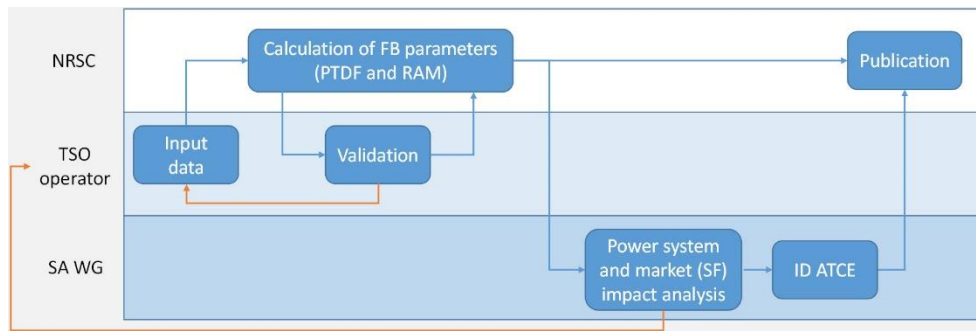 NRSC
Calculation of FB parameters
(PTDF and RAM)
Publication
TSO
operator
Input
data
Validation
SA WG
Power system
and market (SF)
impact analysis
ID ATCE